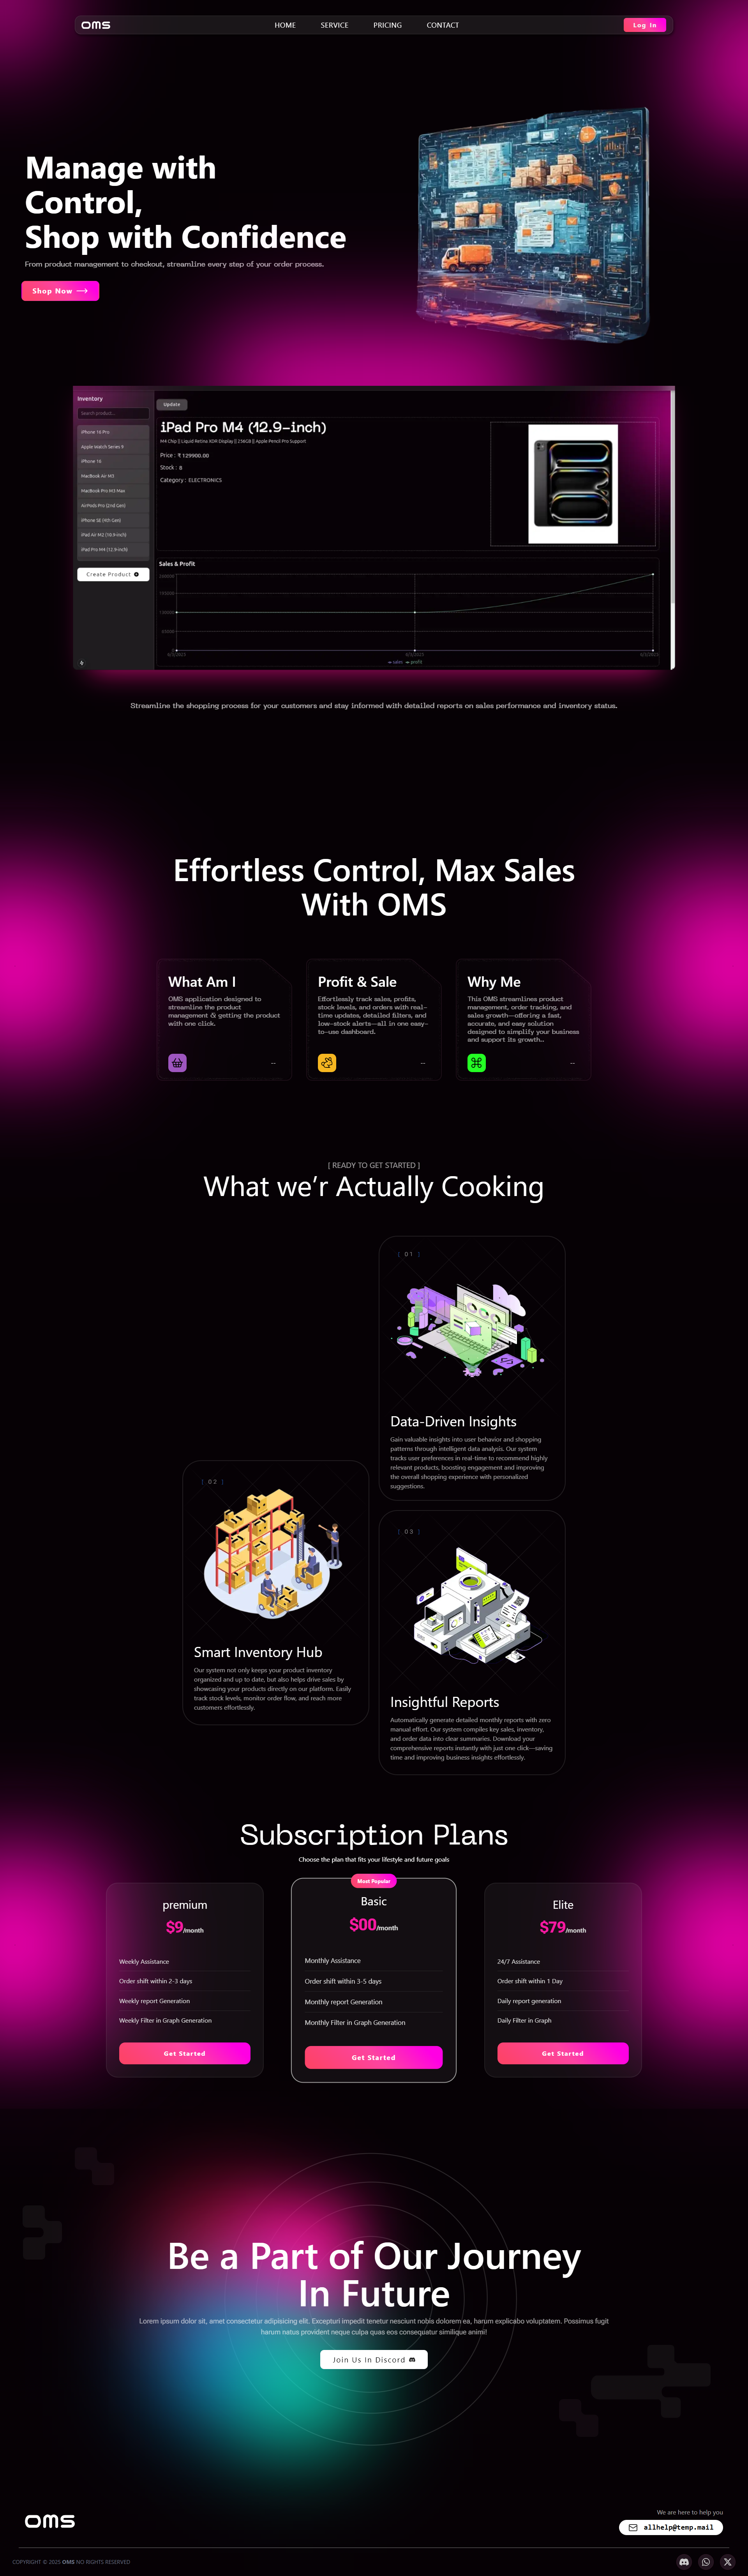 OMS
HOME SERVICE PRICING CONTACT
Log In
Manage with
Control,
Shop with Confidence
From product management to checkout, streamline every step of your order process.
Shop Now
Inventory
Search product...
iPhone 15 Pro
Apple Watch Series 9
iPhone 16
MacBook Air M3
MacBook Pro M3 Max
AirPods Pro (2nd Gen)
iPhone SE (4th Gen)
iPad Air M2 (10.9-inch)
iPad Pro M4 (12.9-inch)
Create Product
Update
iPad Pro M4 (12.9-inch)
M4 Chip || Liquid Retina XDR Display || 256GB || Apple Pencil Pro Support
Price : ₹ 129900.00
Stock : 8
Category : ELECTRONICS
Sales & Profit
sales profit
Streamline the shopping process for your customers and stay informed with detailed reports on sales performance and inventory status.
Effortless Control, Max Sales
With OMS
What Am I
OMS application designed to
streamline the product
management & getting the product
with one click.
--
Profit & Sale
Effortlessly track sales, profits,
stock levels, and orders with real-
time updates, detailed filters, and
low-stock alerts—all in one easy-
to-use dashboard.
--
Why Me
This OMS streamlines product
management, order tracking, and
sales growth—offering a fast,
accurate, and easy solution
designed to simplify your business
and support its growth..
--
[ READY TO GET STARTED ]
What we’r Actually Cooking
[ 01 ]
Data-Driven Insights
Gain valuable insights into user behavior and shopping
patterns through intelligent data analysis. Our system
tracks user preferences in real-time to recommend highly
relevant products, boosting engagement and improving
the overall shopping experience with personalized
suggestions.
[ 02 ]
Smart Inventory Hub
Our system not only keeps your product inventory
organized and up to date, but also helps drive sales by
showcasing your products directly on our platform. Easily
track stock levels, monitor order flow, and reach more
customers effortlessly.
[ 03 ]
Insightful Reports
Automatically generate detailed monthly reports with zero
manual effort. Our system compiles key sales, inventory,
and order data into clear summaries. Download your
comprehensive reports instantly with just one click—saving
time and improving business insights effortlessly.
Subscription Plans
Choose the plan that fits your lifestyle and future goals
premium
$9/month
Weekly Assistance
Order shift within 2-3 days
Weekly report Generation
Weekly Filter in Graph Generation
Get Started
Most Popular
Basic
$00/month
Monthly Assistance
Order shift within 3-5 days
Monthly report Generation
Monthly Filter in Graph Generation
Get Started
Elite
$79/month
24/7 Assistance
Order shift within 1 Day
Daily report generation
Daily Filter in Graph
Get Started
Be a Part of Our Journey
In Future
Lorem ipsum dolor sit, amet consectetur adipisicing elit. Excepturi impedit tenetur nesciunt nobis dolorem ea, harum explicabo voluptatem. Possimus fugit
harum natus provident neque culpa quas eos consequatur similique animi!
Join Us In Discord
OMS
We are here to help you
allhelp@temp.mail
COPYRIGHT © 2025 OMS NO RIGHTS RESERVED